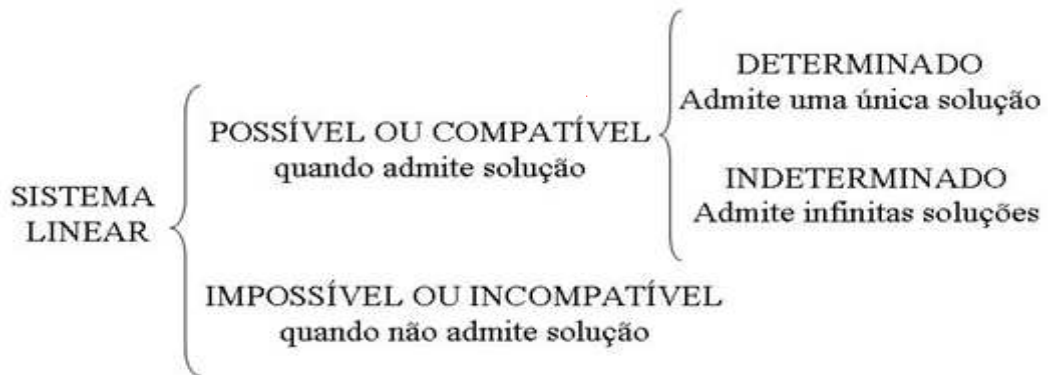 SISTEMA
LINEAR
POSSÍVEL OU COMPATÍVEL
quando admite solução
DETERMINADO
Admite uma única solução
INDETERMINADO
Admite infinitas soluções
IMPOSSÍVEL OU INCOMPATÍVEL
quando não admite solução